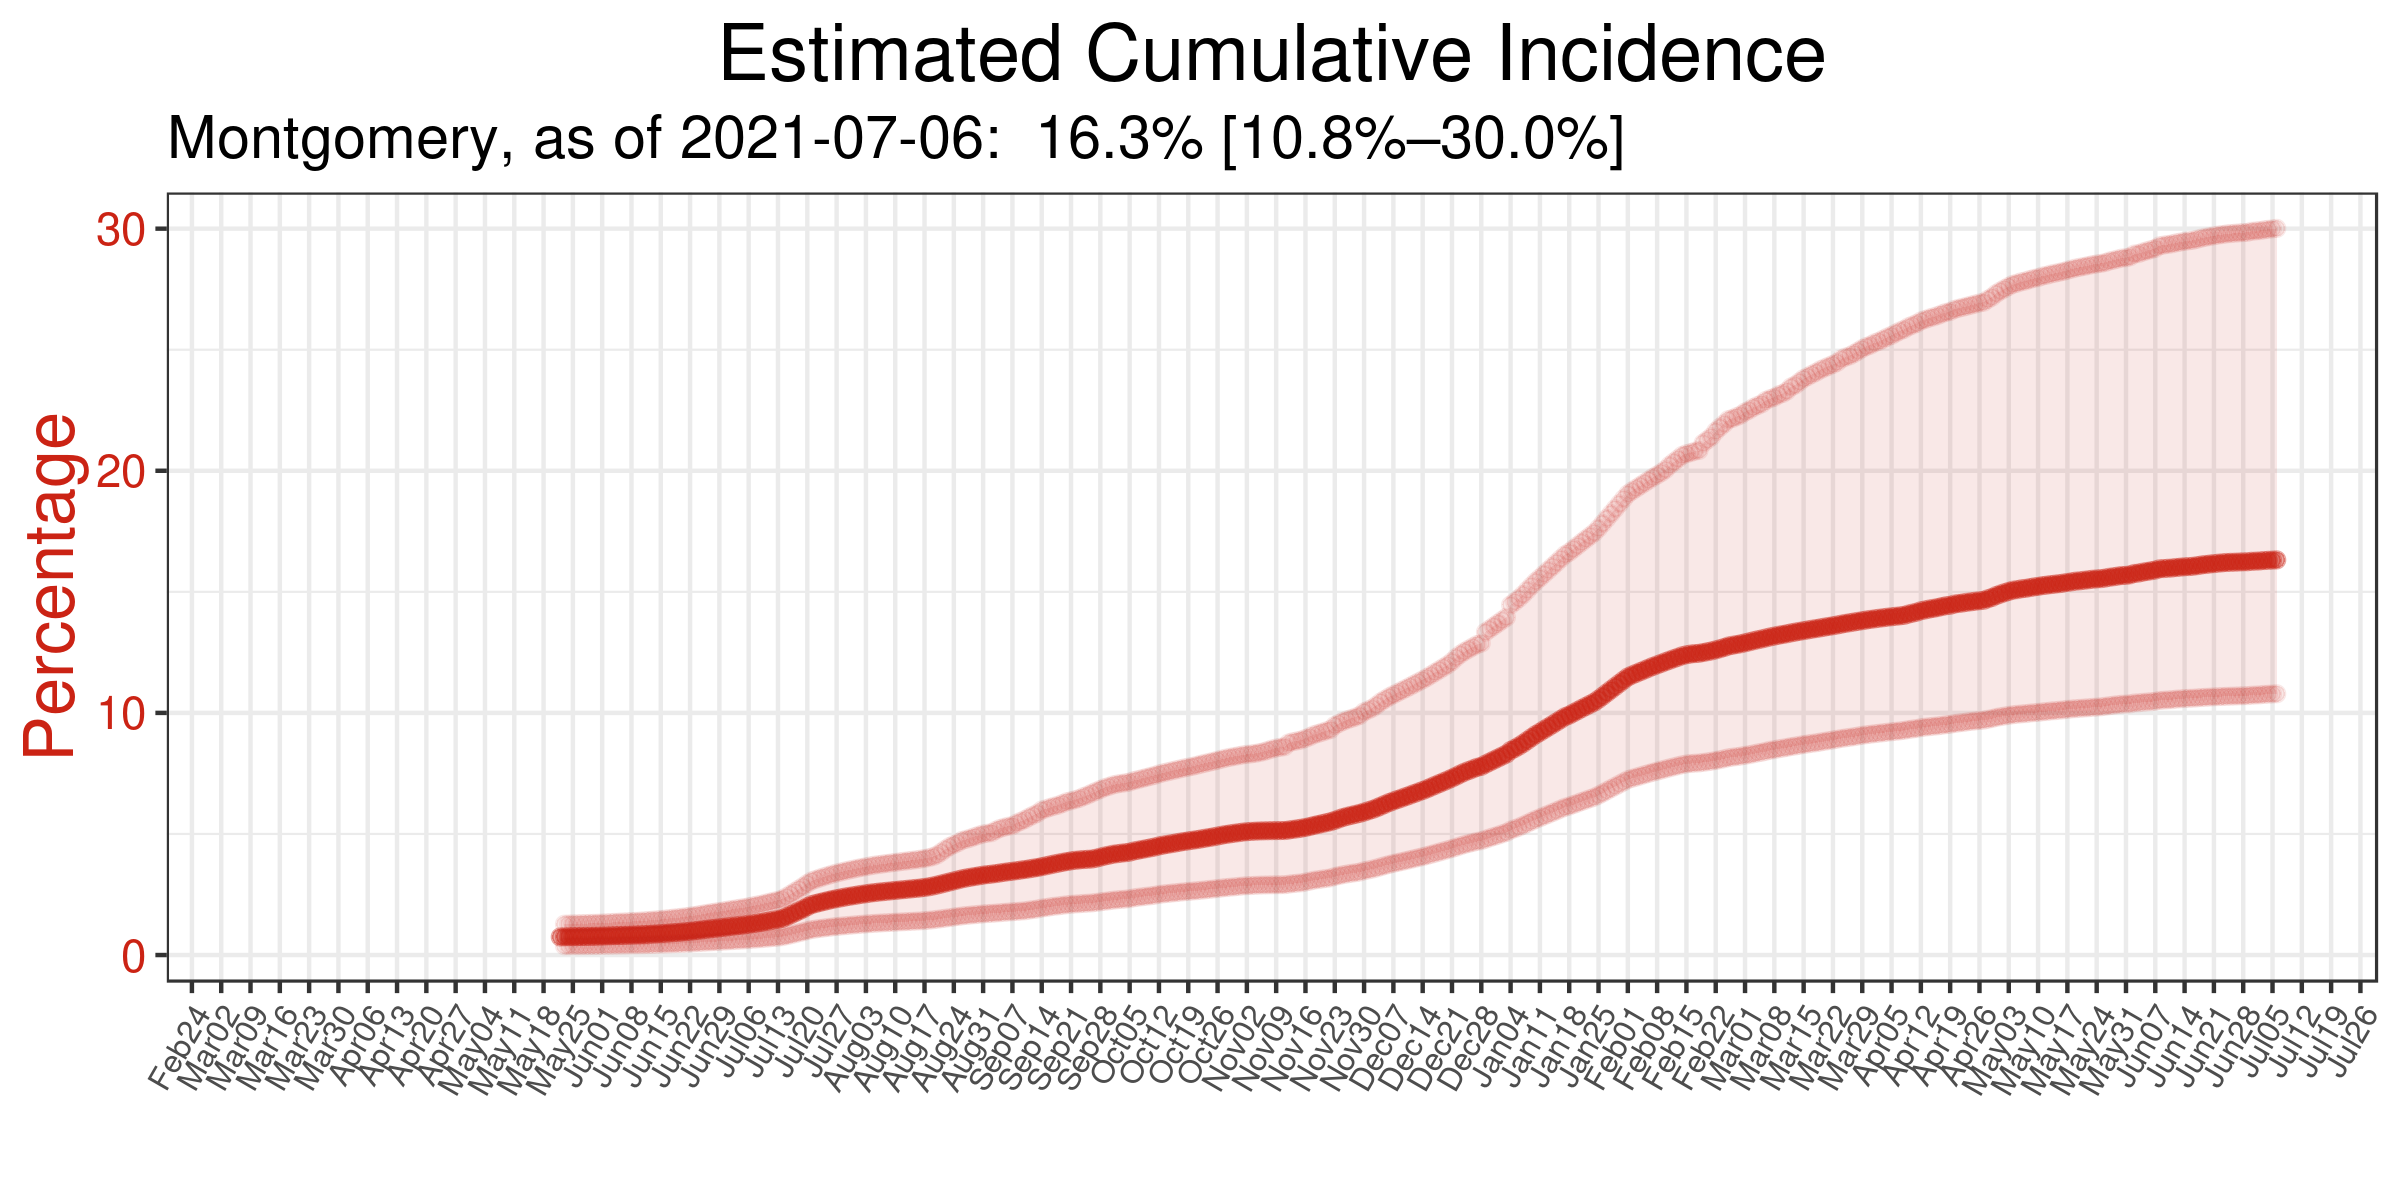 Estimated Cumulative Incidence
Montgomery, as of 2021-07-06:  16.3% [10.8%–30.0%]
Percentage
30
20
10
0
Feb24
Mar02
Mar09
Mar16
Mar23
Mar30
Apr06
Apr13
Apr20
Apr27
May04
May11
May18
May25
Jun01
Jun08
Jun15
Jun22
Jun29
Jul06
Jul13
Jul20
Jul27
Aug03
Aug10
Aug17
Aug24
Aug31
Sep07
Sep14
Sep21
Sep28
Oct05
Oct12
Oct19
Oct26
Nov02
Nov09
Nov16
Nov23
Nov30
Dec07
Dec14
Dec21
Dec28
Jan04
Jan11
Jan18
Jan25
Feb01
Feb08
Feb15
Feb22
Mar01
Mar08
Mar15
Mar22
Mar29
Apr05
Apr12
Apr19
Apr26
May03
May10
May17
May24
May31
Jun07
Jun14
Jun21
Jun28
Jul05
Jul12
Jul19
Jul26